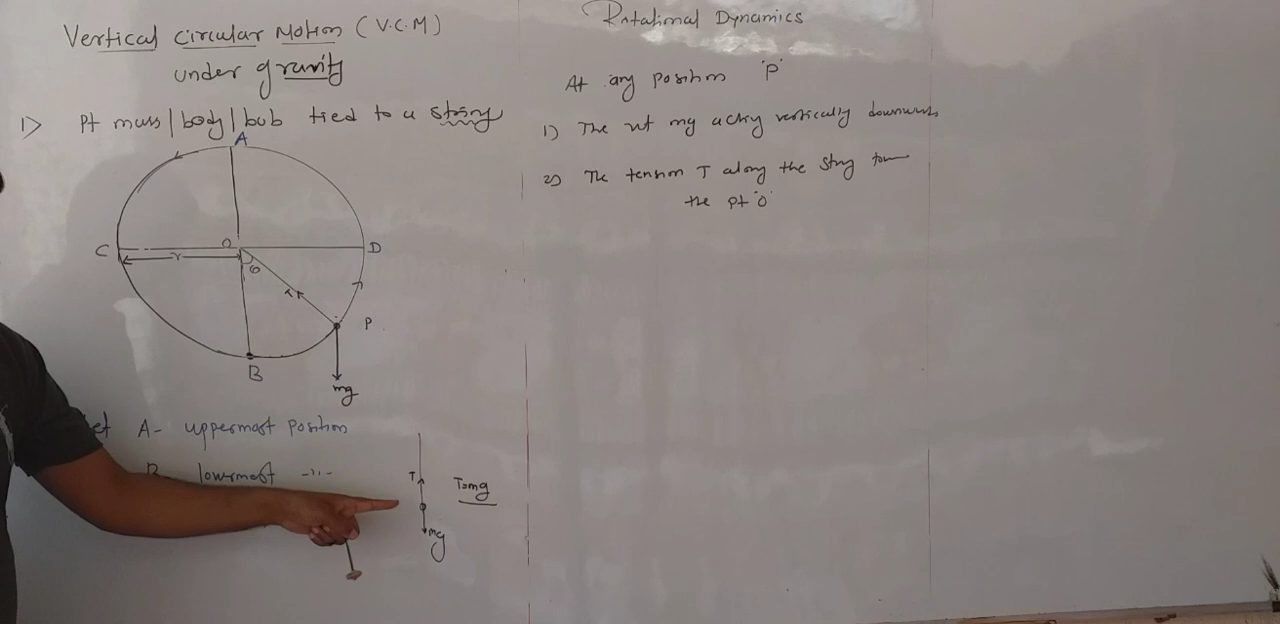 Vertical Circular Motion (V.C.M)
under gravity
1) Pt mass/body/bob tied to a string
A
C
r
O
θ
D
P
B
mg
A - uppermost position
lowermost -"-
T
T=mg
mg
Rotational Dynamics
At any position 'P'
1) The wt mg acting vertically downwards
2) The tension T along the string
the pt 'O'